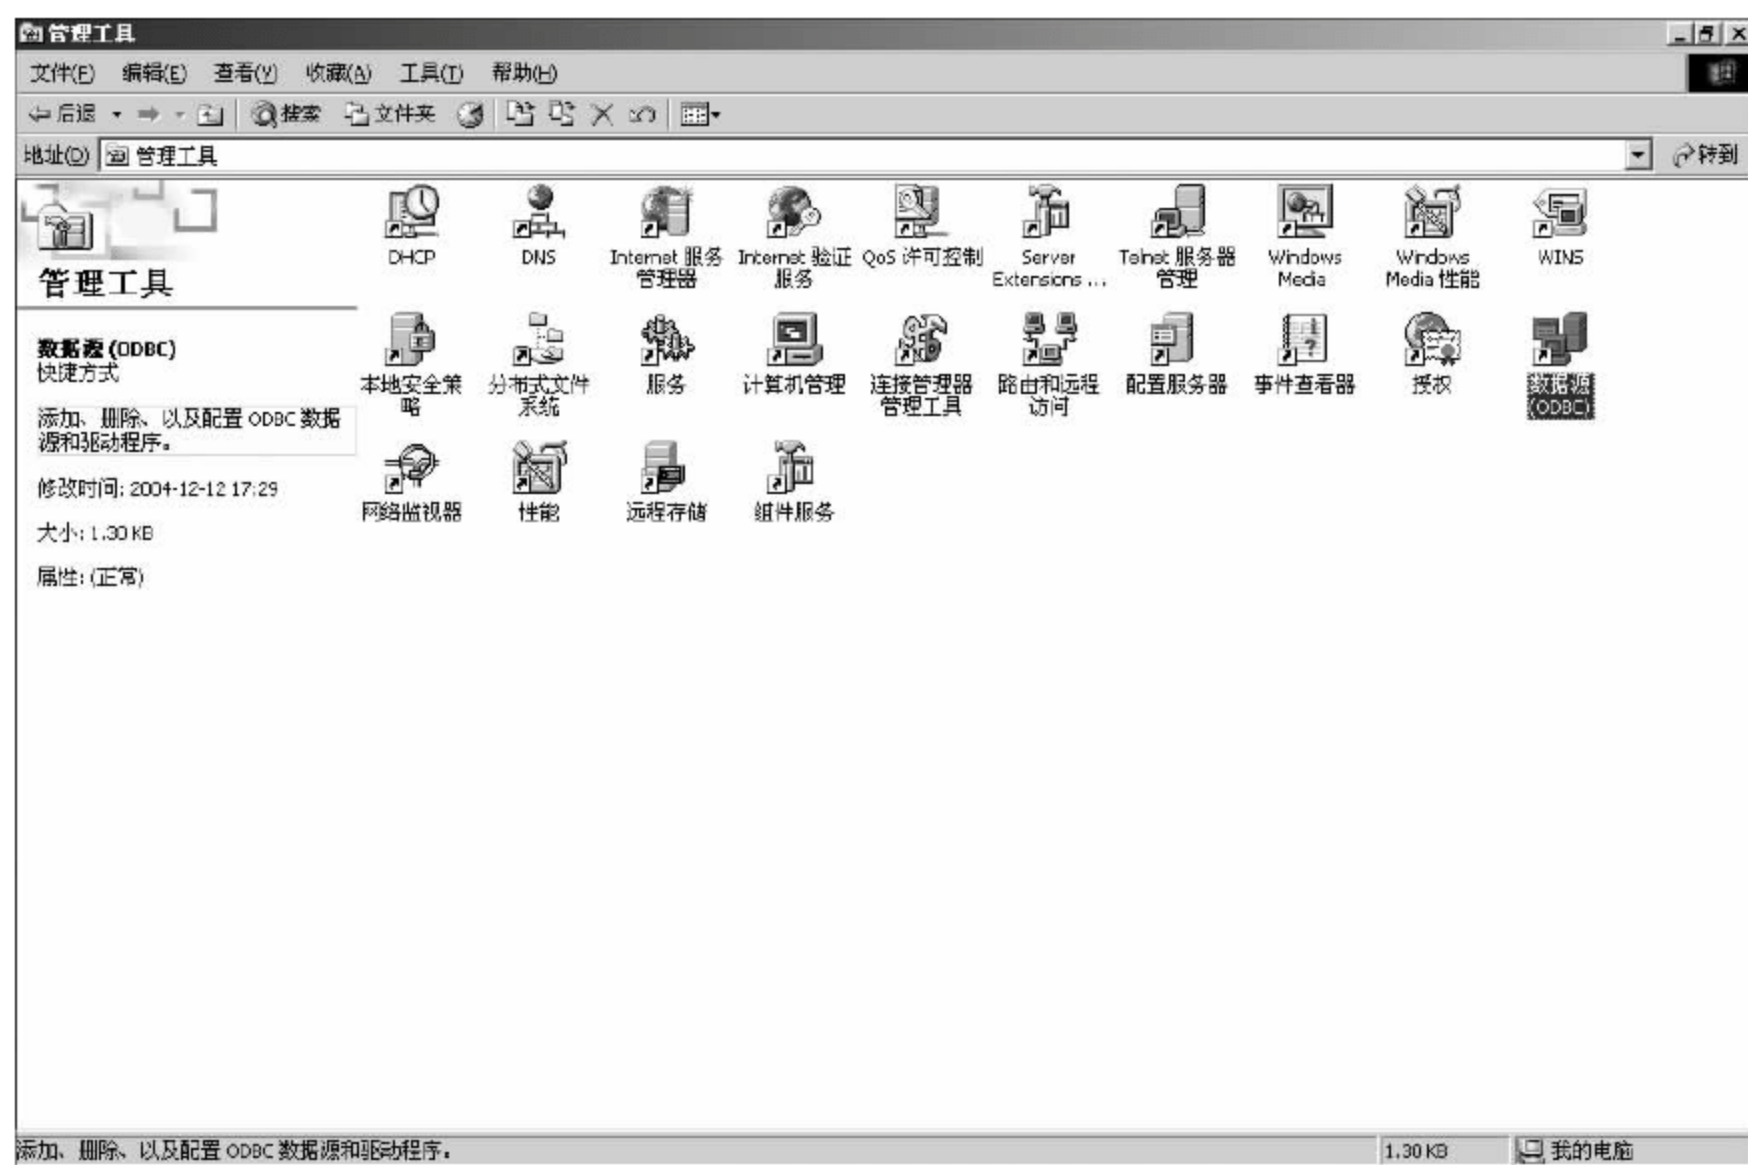 管理工具
文件(F) 编辑(E) 查看(V) 收藏(A) 工具(T) 帮助(H)
后退 搜索 文件夹
地址(D) 管理工具 转到
管理工具
数据源 (ODBC)
快捷方式
添加、删除、以及配置 ODBC 数据
源和驱动程序。
修改时间: 2004-12-12 17:29
大小: 1.30 KB
属性: (正常)
DHCP
DNS
Internet 服务
管理器
Internet 验证
服务
QoS 许可控制
Server
Extensions ...
Telnet 服务器
管理
Windows
Media
Windows
Media 性能
WINS
本地安全策
略
分布式文件
系统
服务
计算机管理
连接管理器
管理工具
路由和远程
访问
配置服务器
事件查看器
授权
数据源
(ODBC)
网络监视器
性能
远程存储
组件服务
添加、删除、以及配置 ODBC 数据源和驱动程序。 1.30 KB 我的电脑